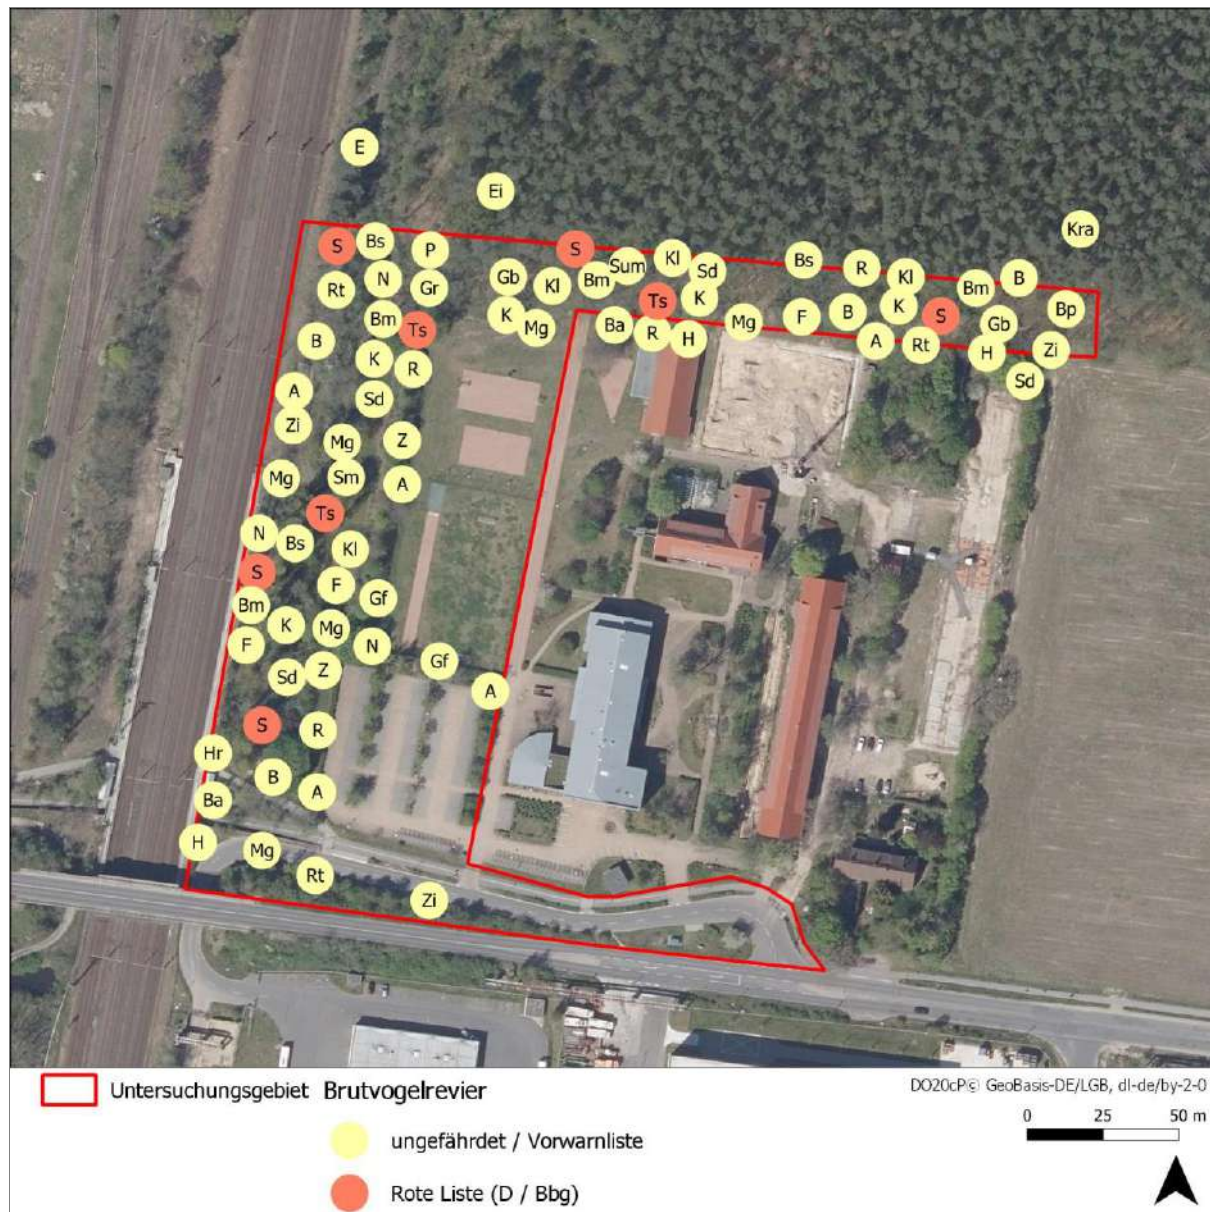 E
Ei
Kra
S
Bs
P
S
Sum
Kl
Sd
Bs
R
Kl
Bm
B
Rt
N
Gr
Gb
Kl
Bm
Ts
K
F
B
K
S
Gb
Bp
B
Bm
Ts
K
Mg
Ba
R
H
Mg
A
Rt
H
Zi
Sd
K
R
A
Sd
Zi
Mg
Z
Mg
Sm
A
Ts
N
Bs
Kl
S
F
Gf
Bm
K
Mg
F
N
Gf
Sd
Z
A
S
R
Hr
B
A
Ba
H
Mg
Rt
Zi
Untersuchungsgebiet
Brutvogelrevier
ungefährdet / Vorwarnliste
Rote Liste (D / Bbg)
DO20cP© GeoBasis-DE/LGB, dl-de/by-2-0
0 25 50 m